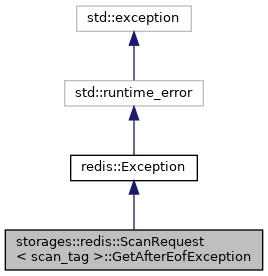 std::exception
std::runtime_error
redis::Exception
storages::redis::ScanRequest
< scan_tag >::GetAfterEofException